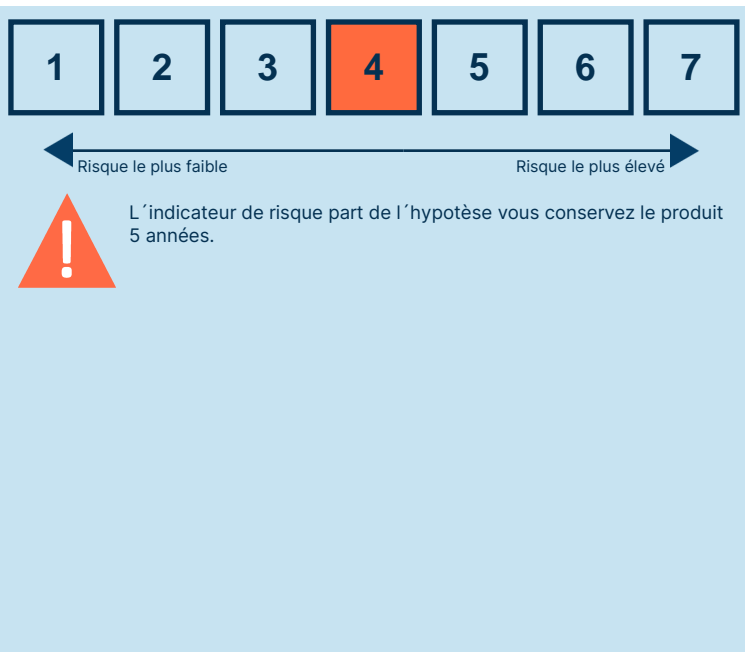 1 2 3 4 5 6 7
Risque le plus faible Risque le plus élevé
!
L´indicateur de risque part de l´hypotèse vous conservez le produit
5 années.